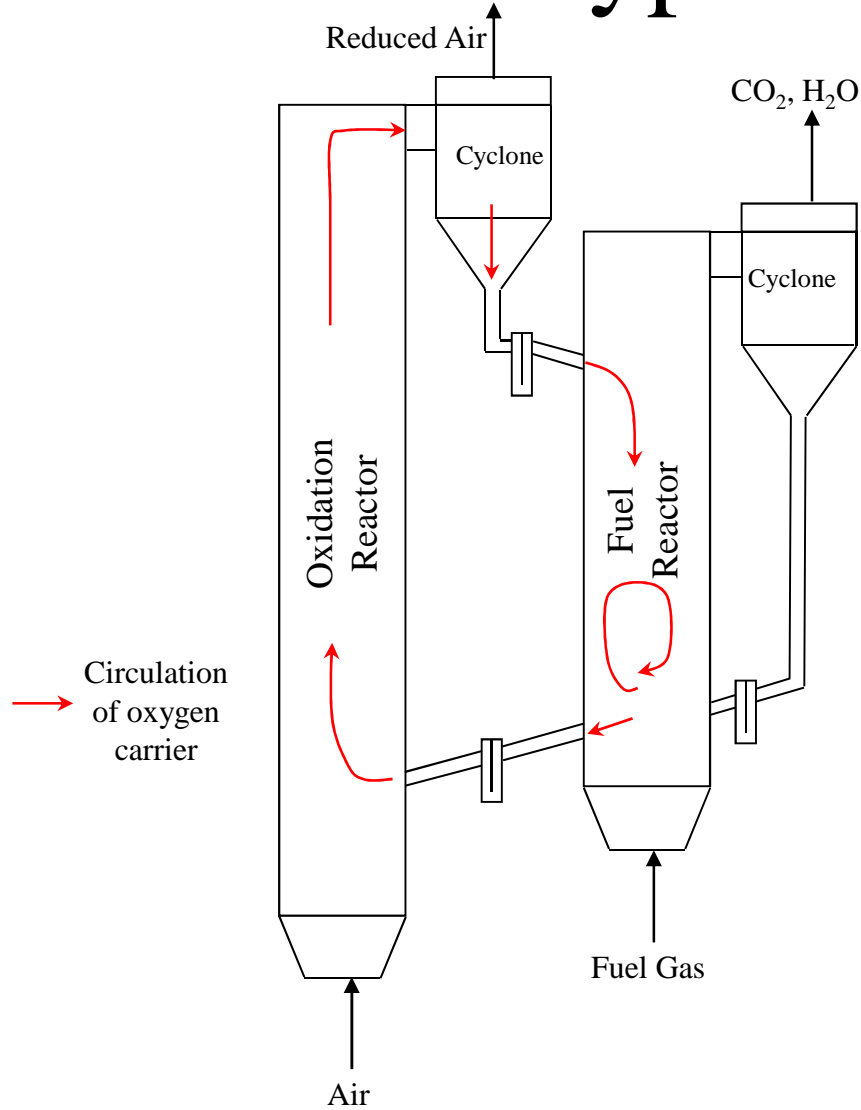 Reduced Air
CO₂, H₂O
Cyclone
Cyclone
Oxidation
Reactor
Fuel
Reactor
Circulation
of oxygen
carrier
Fuel Gas
Air